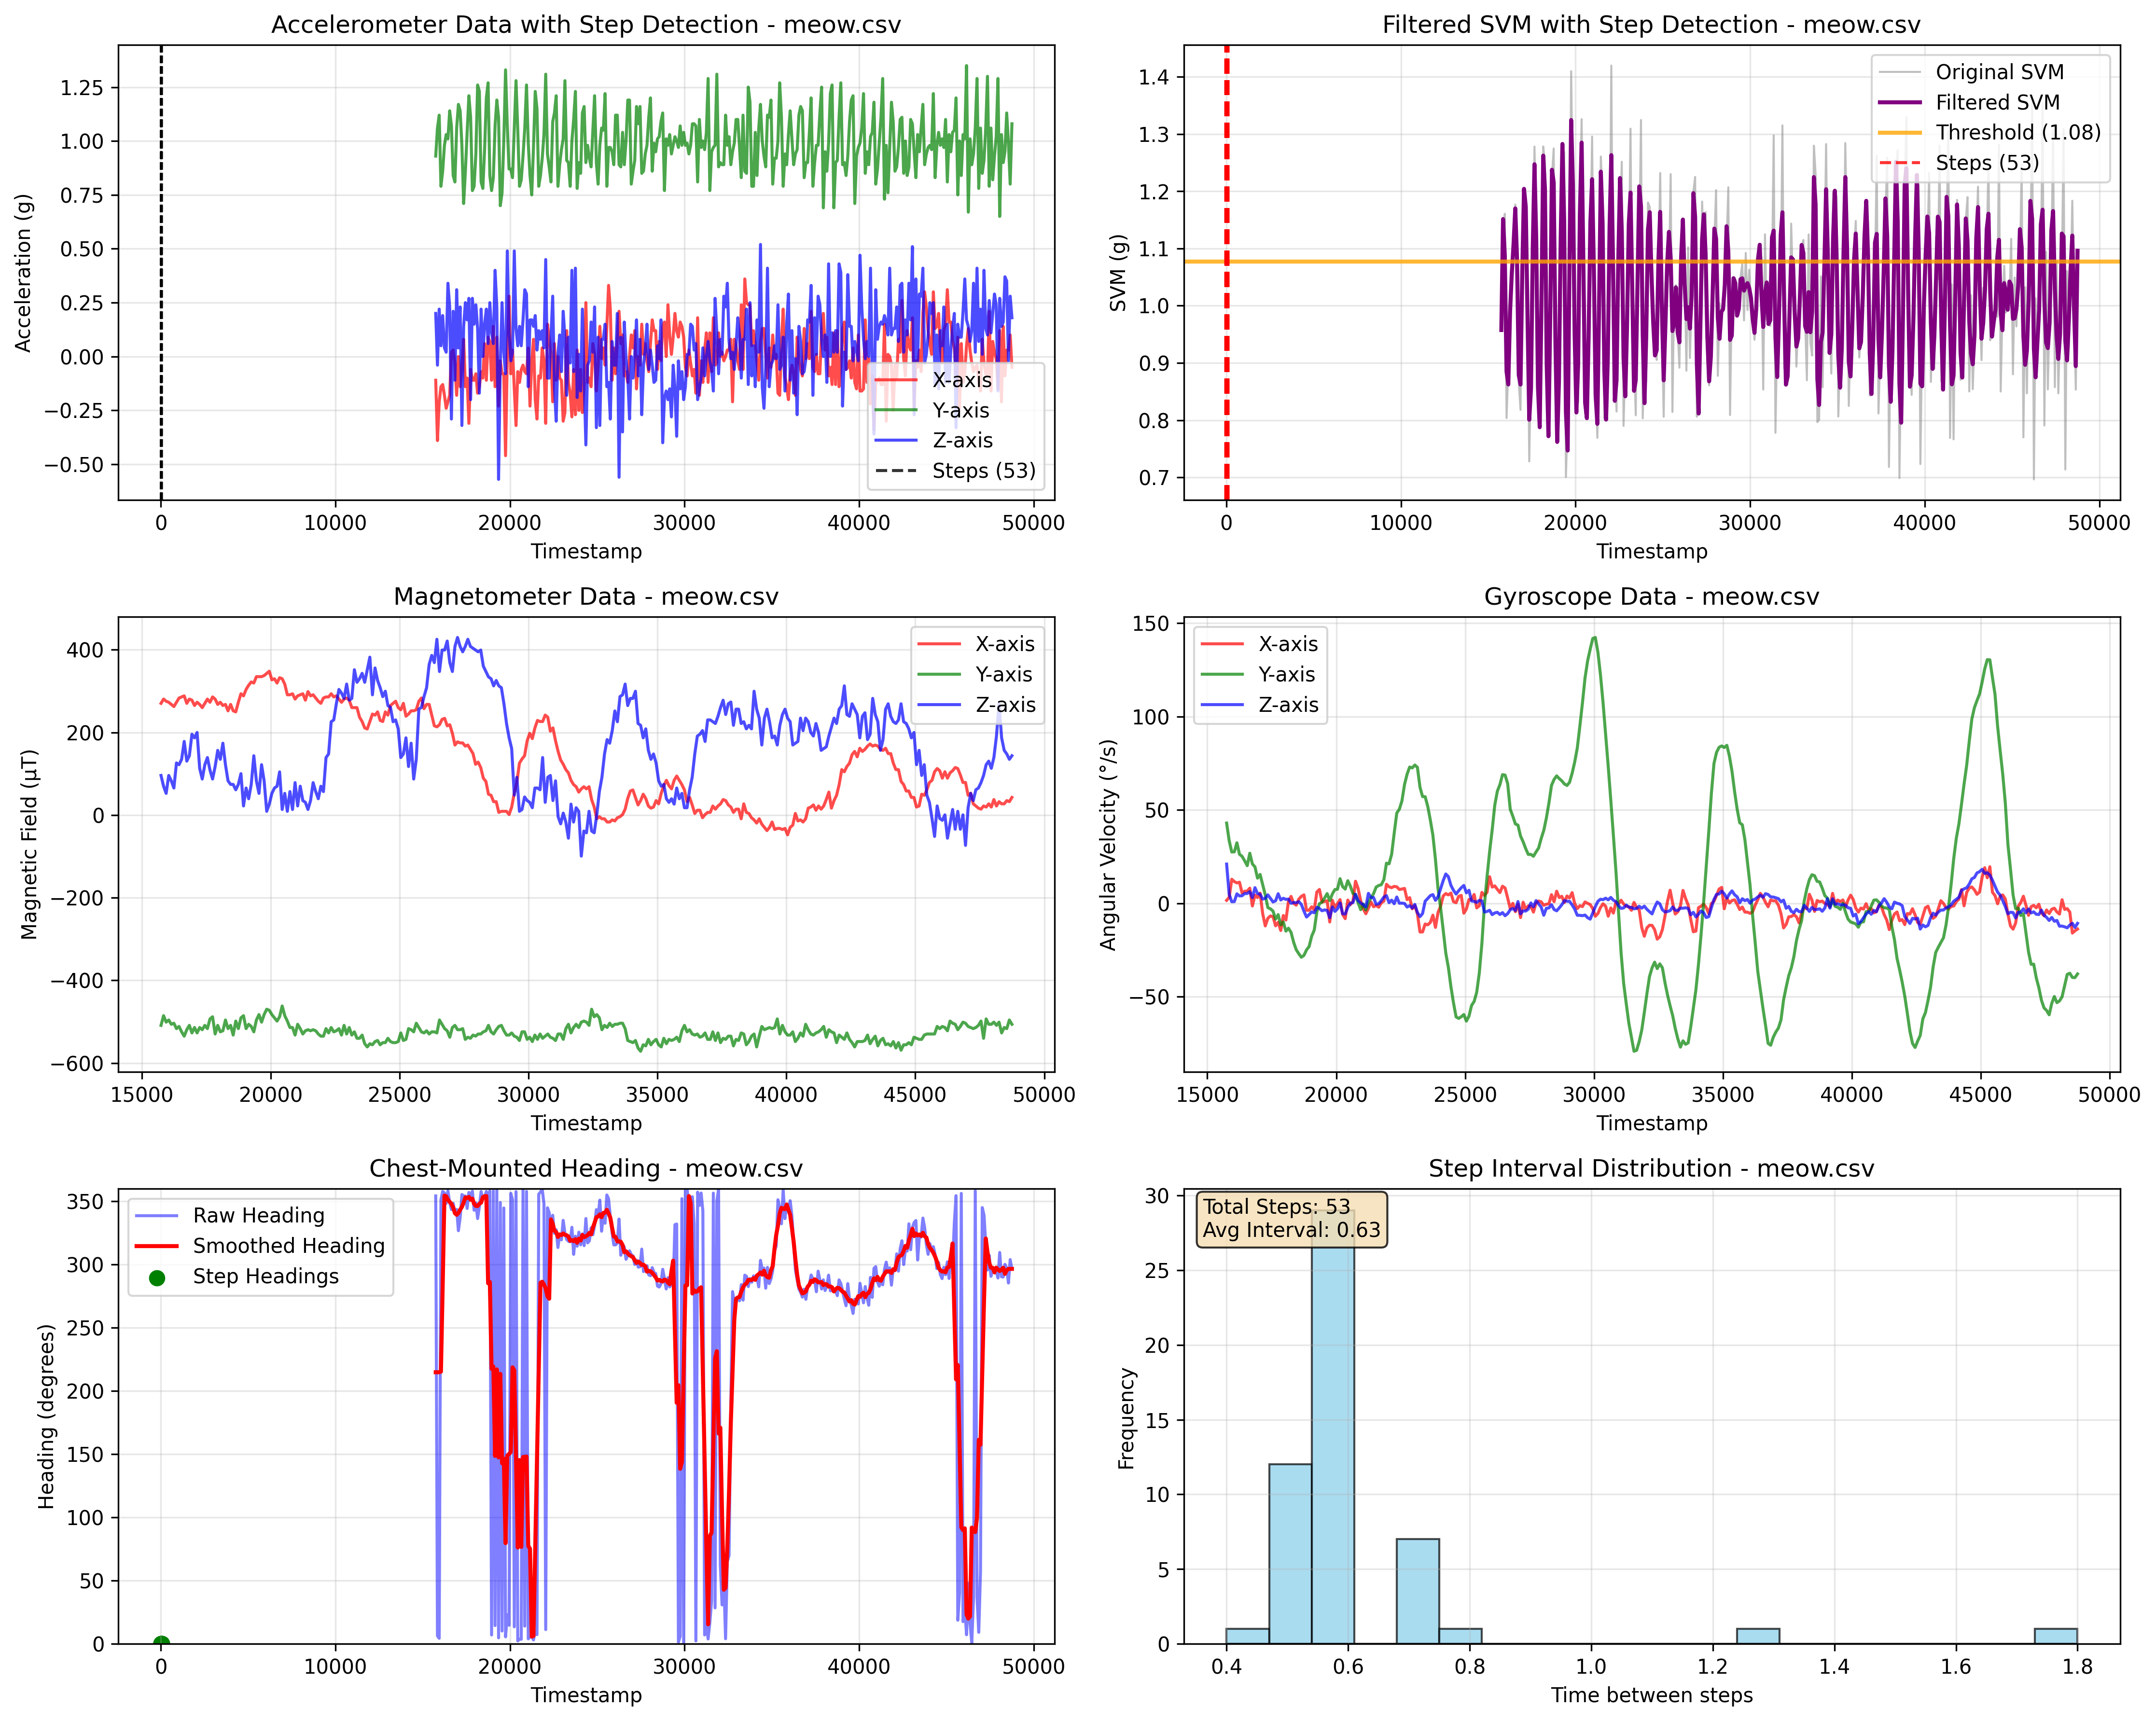 Accelerometer Data with Step Detection - meow.csv
Acceleration (g)
1.25
1.00
0.75
0.50
0.25
0.00
−0.25
−0.50
X-axis
Y-axis
Z-axis
Steps (53)
0 10000 20000 30000 40000 50000
Timestamp
Filtered SVM with Step Detection - meow.csv
SVM (g)
1.4
1.3
1.2
1.1
1.0
0.9
0.8
0.7
Original SVM
Filtered SVM
Threshold (1.08)
Steps (53)
0 10000 20000 30000 40000 50000
Timestamp
Magnetometer Data - meow.csv
Magnetic Field (μT)
400
200
0
−200
−400
−600
X-axis
Y-axis
Z-axis
15000 20000 25000 30000 35000 40000 45000 50000
Timestamp
Gyroscope Data - meow.csv
Angular Velocity (°/s)
150
100
50
0
−50
X-axis
Y-axis
Z-axis
15000 20000 25000 30000 35000 40000 45000 50000
Timestamp
Chest-Mounted Heading - meow.csv
Heading (degrees)
350
300
250
200
150
100
50
0
Raw Heading
Smoothed Heading
Step Headings
0 10000 20000 30000 40000 50000
Timestamp
Step Interval Distribution - meow.csv
Frequency
30
25
20
15
10
5
0
Total Steps: 53
Avg Interval: 0.63
0.4 0.6 0.8 1.0 1.2 1.4 1.6 1.8
Time between steps